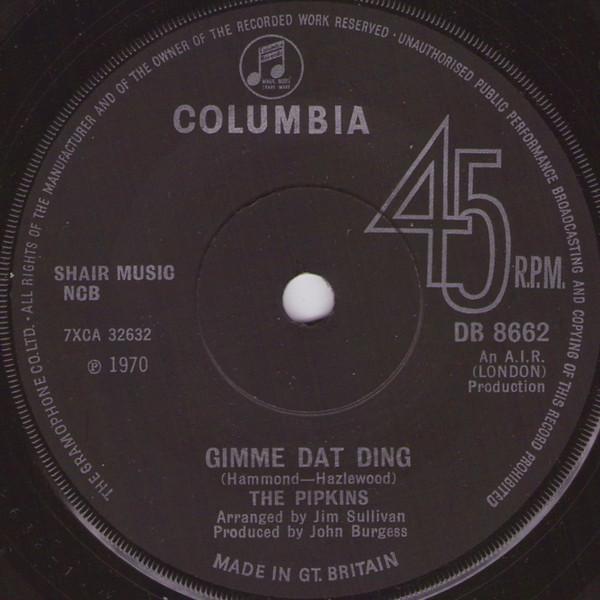 THE GRAMOPHONE CO. LTD. · ALL RIGHTS OF THE MANUFACTURER AND OF THE OWNER OF THE RECORDED WORK RESERVED · UNAUTHORISED PUBLIC PERFORMANCE BROADCASTING AND COPYING OF THIS RECORD PROHIBITED
COLUMBIA
45
R.P.M.
SHAIR MUSIC
NCB
7XCA 32632
℗ 1970
DB 8662
An A.I.R.
(LONDON)
Production
GIMME DAT DING
(Hammond—Hazlewood)
THE PIPKINS
Arranged by Jim Sullivan
Produced by John Burgess
MADE IN GT. BRITAIN